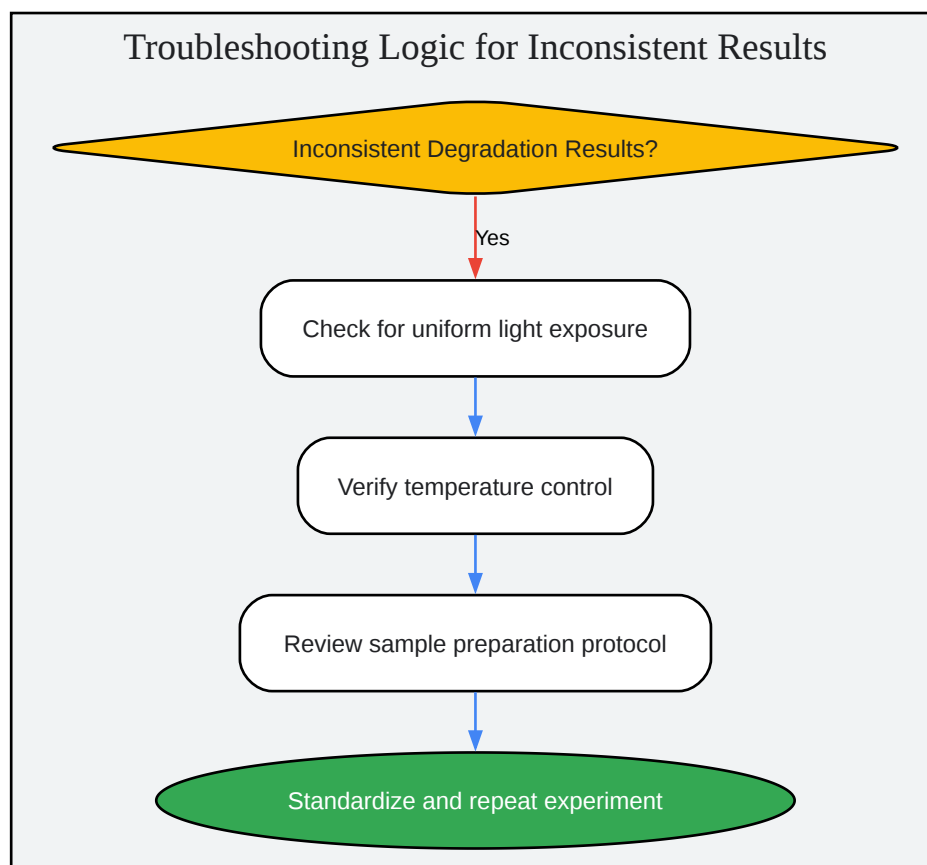 Troubleshooting Logic for Inconsistent Results
Inconsistent Degradation Results?
Yes
Check for uniform light exposure
Verify temperature control
Review sample preparation protocol
Standardize and repeat experiment